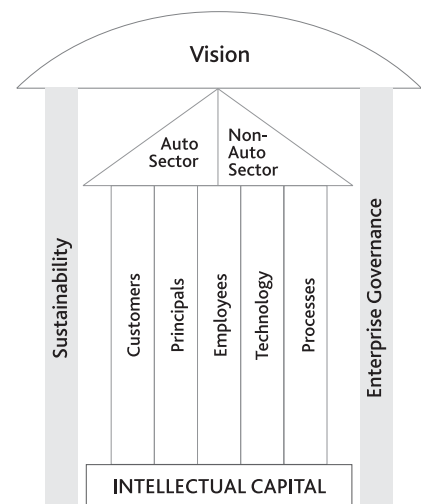 Vision
Auto
Sector
Non-
Auto
Sector
Sustainability
Customers
Principals
Employees
Technology
Processes
Enterprise Governance
INTELLECTUAL CAPITAL